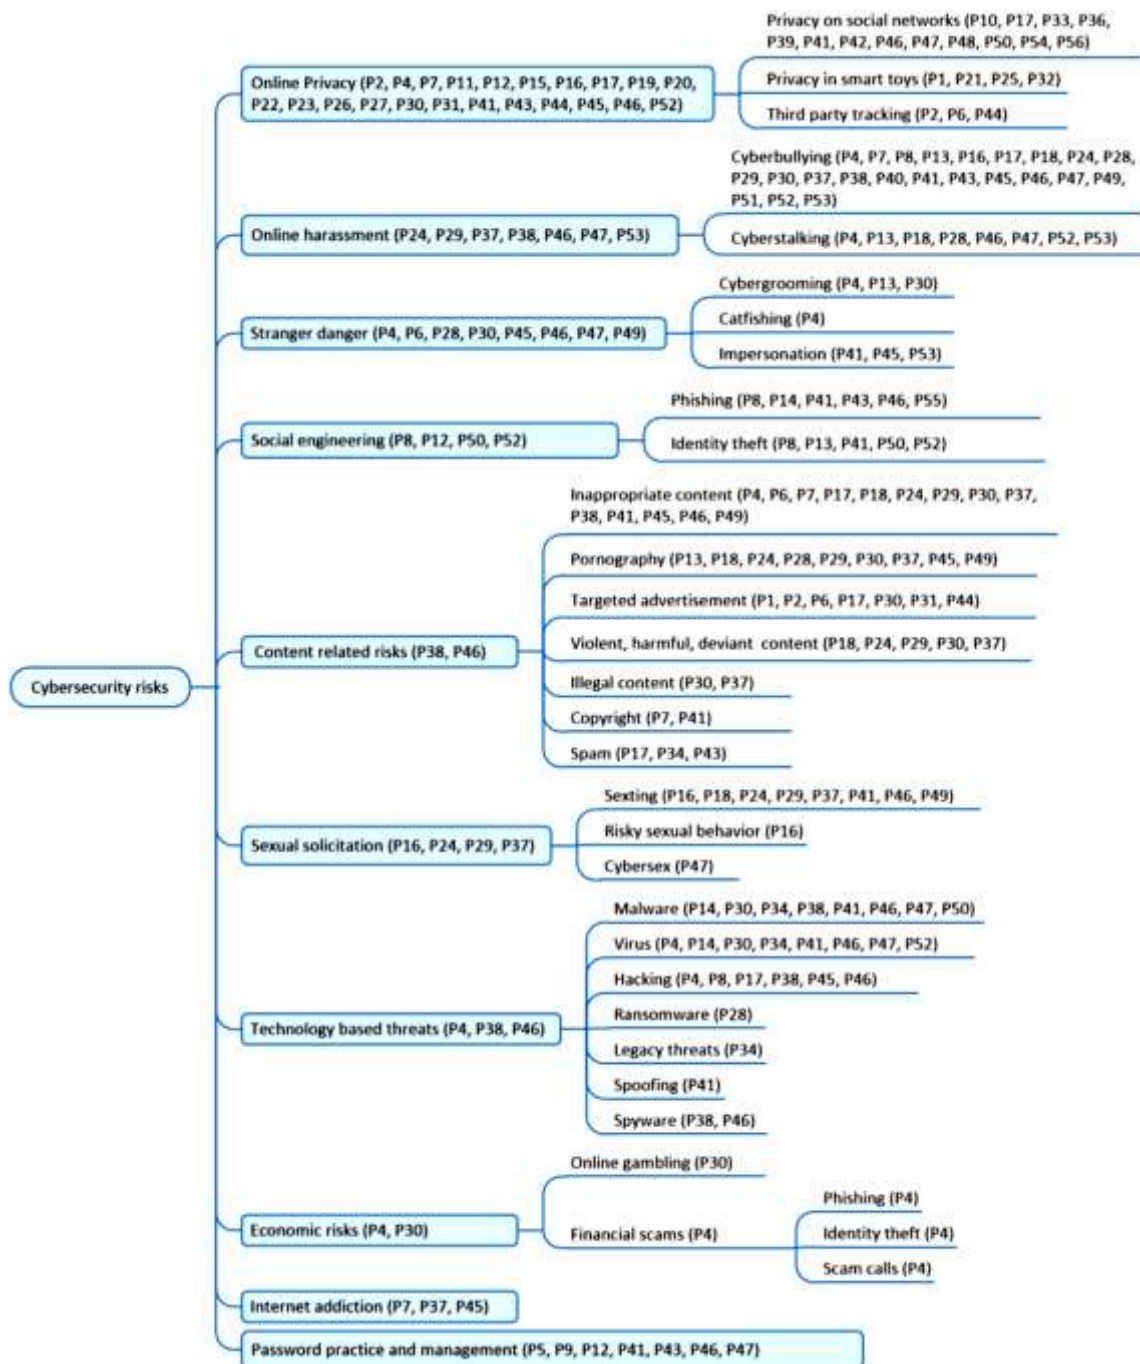 Privacy on social networks (P10, P17, P33, P36,
P39, P41, P42, P46, P47, P48, P50, P54, P56)
Online Privacy (P2, P4, P7, P11, P12, P15, P16, P17, P19, P20,
P22, P23, P26, P27, P30, P31, P41, P43, P44, P45, P46, P52)
Privacy in smart toys (P1, P21, P25, P32)
Third party tracking (P2, P6, P44)
Cyberbullying (P4, P7, P8, P13, P16, P17, P18, P24, P28,
P29, P30, P37, P38, P40, P41, P43, P45, P46, P47, P49,
P51, P52, P53)
Online harassment (P24, P29, P37, P38, P46, P47, P53)
Cyberstalking (P4, P13, P18, P28, P46, P47, P52, P53)
Cybergrooming (P4, P13, P30)
Stranger danger (P4, P6, P28, P30, P45, P46, P47, P49)
Catfishing (P4)
Impersonation (P41, P45, P53)
Phishing (P8, P14, P41, P43, P46, P55)
Social engineering (P8, P12, P50, P52)
Identity theft (P8, P13, P41, P50, P52)
Inappropriate content (P4, P6, P7, P17, P18, P24, P29, P30, P37,
P38, P41, P45, P46, P49)
Pornography (P13, P18, P24, P28, P29, P30, P37, P45, P49)
Targeted advertisement (P1, P2, P6, P17, P30, P31, P44)
Content related risks (P38, P46)
Violent, harmful, deviant content (P18, P24, P29, P30, P37)
Illegal content (P30, P37)
Copyright (P7, P41)
Spam (P17, P34, P43)
Cybersecurity risks
Sexting (P16, P18, P24, P29, P37, P41, P46, P49)
Sexual solicitation (P16, P24, P29, P37)
Risky sexual behavior (P16)
Cybersex (P47)
Malware (P14, P30, P34, P38, P41, P46, P47, P50)
Virus (P4, P14, P30, P34, P41, P46, P47, P52)
Hacking (P4, P8, P17, P38, P45, P46)
Technology based threats (P4, P38, P46)
Ransomware (P28)
Legacy threats (P34)
Spoofing (P41)
Spyware (P38, P46)
Online gambling (P30)
Economic risks (P4, P30)
Financial scams (P4)
Phishing (P4)
Identity theft (P4)
Scam calls (P4)
Internet addiction (P7, P37, P45)
Password practice and management (P5, P9, P12, P41, P43, P46, P47)